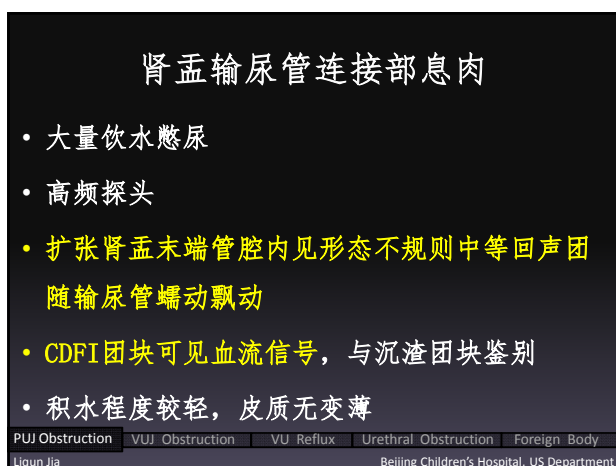 肾盂输尿管连接部息肉
• 大量饮水憋尿
• 高频探头
• 扩张肾盂末端管腔内见形态不规则中等回声团
随输尿管蠕动飘动
• CDFI团块可见血流信号，与沉渣团块鉴别
• 积水程度较轻，皮质无变薄
PUJ Obstruction VUJ Obstruction VU Reflux Urethral Obstruction Foreign Body
Liqun Jia Beijing Children's Hospital, US Department